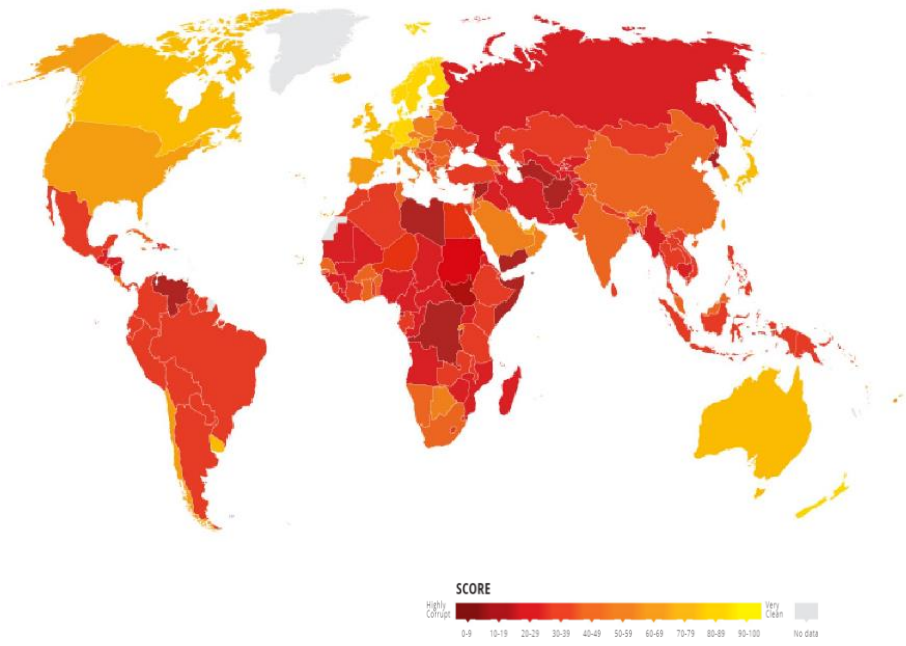 SCORE
Highly
Corrupt
Very
Clean
0-9 10-19 20-29 30-39 40-49 50-59 60-69 70-79 80-89 90-100 No data